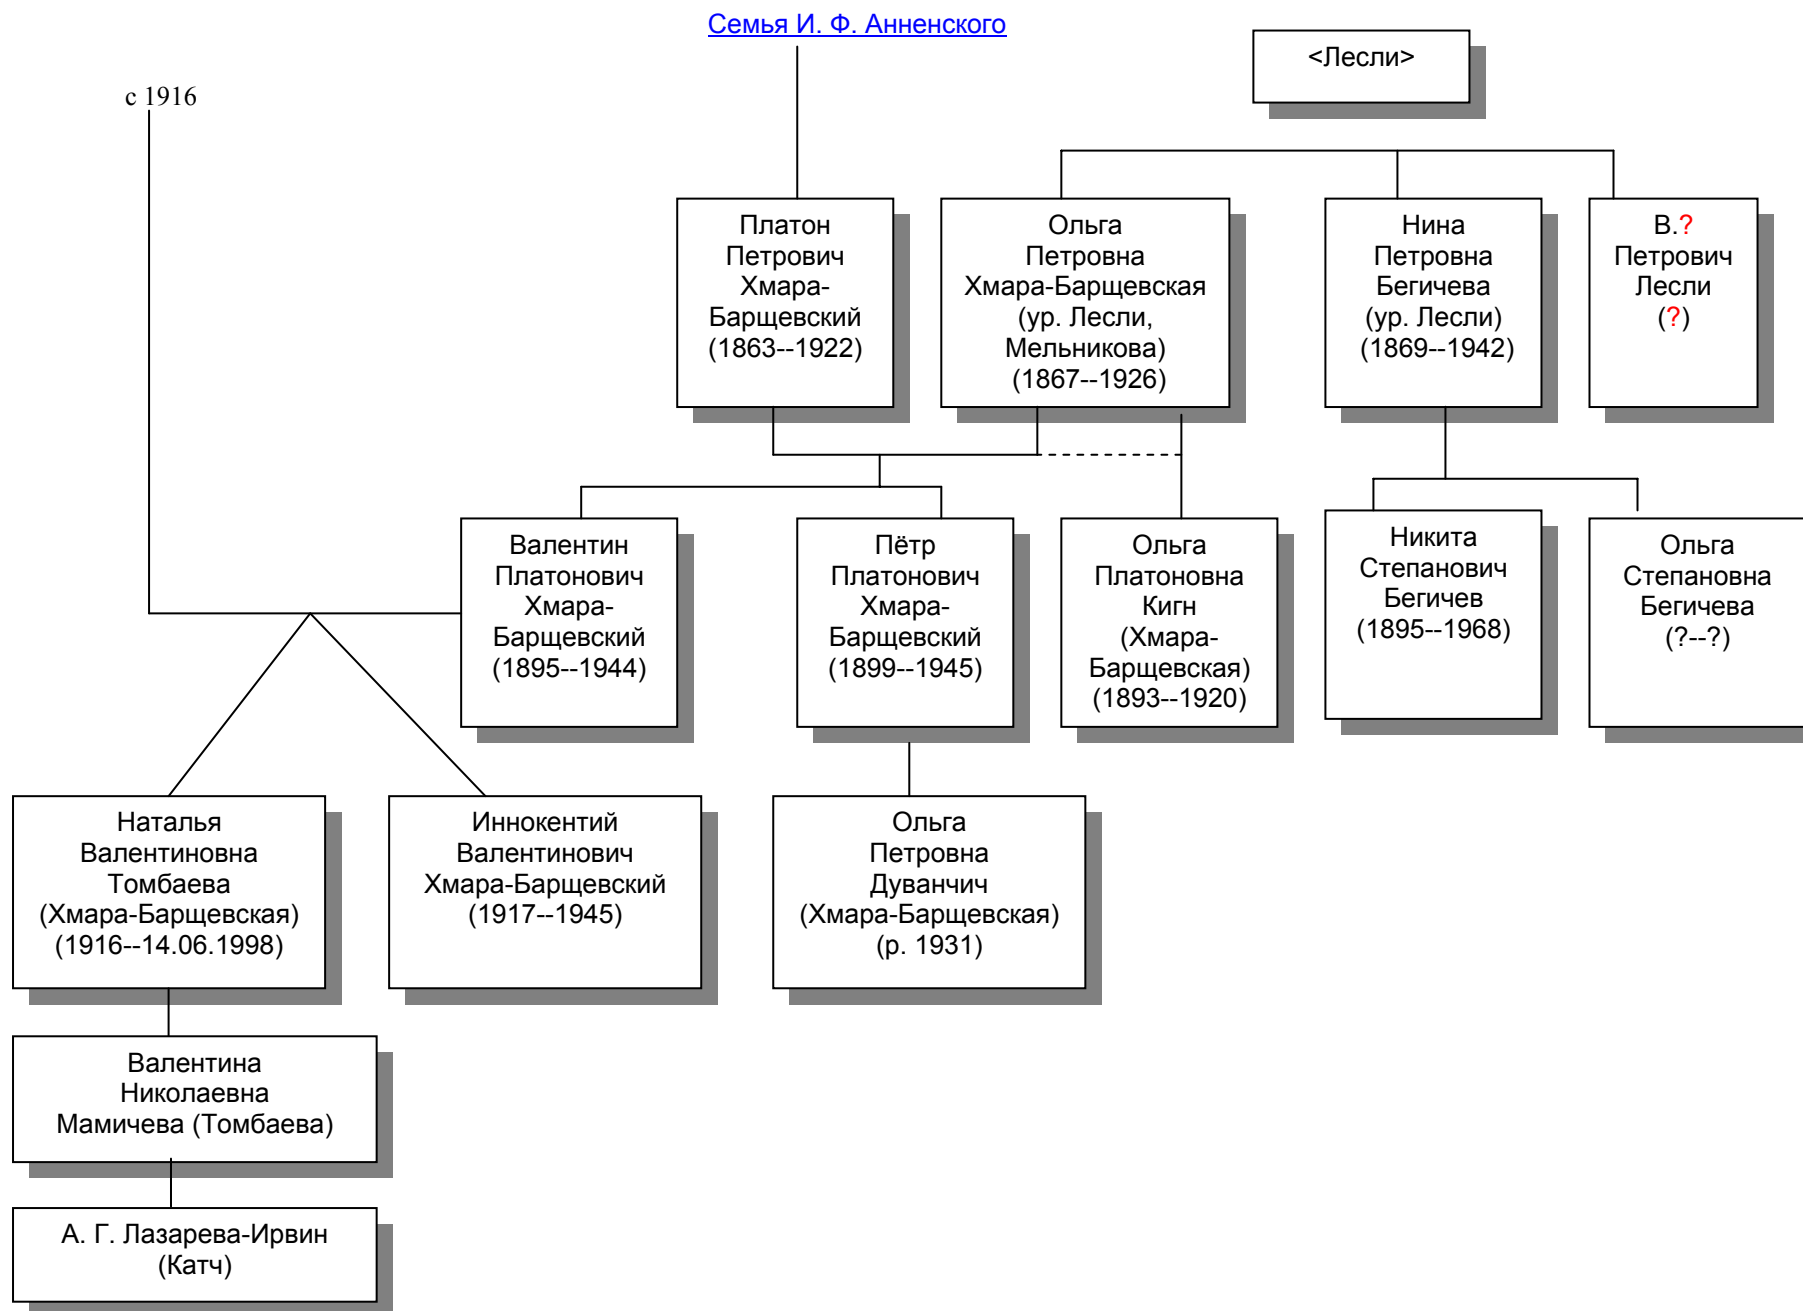 Семья И. Ф. Анненского
<Лесли>
с 1916
Платон
Петрович
Хмара-
Барщевский
(1863--1922)
Ольга
Петровна
Хмара-Барщевская
(ур. Лесли,
Мельникова)
(1867--1926)
Нина
Петровна
Бегичева
(ур. Лесли)
(1869--1942)
В.?
Петрович
Лесли
(?)
Валентин
Платонович
Хмара-
Барщевский
(1895--1944)
Пётр
Платонович
Хмара-
Барщевский
(1899--1945)
Ольга
Платоновна
Кигн
(Хмара-
Барщевская)
(1893--1920)
Никита
Степанович
Бегичев
(1895--1968)
Ольга
Степановна
Бегичева
(?--?)
Наталья
Валентиновна
Томбаева
(Хмара-Барщевская)
(1916--14.06.1998)
Иннокентий
Валентинович
Хмара-Барщевский
(1917--1945)
Ольга
Петровна
Дуванчич
(Хмара-Барщевская)
(р. 1931)
Валентина
Николаевна
Мамичева (Томбаева)
А. Г. Лазарева-Ирвин
(Катч)